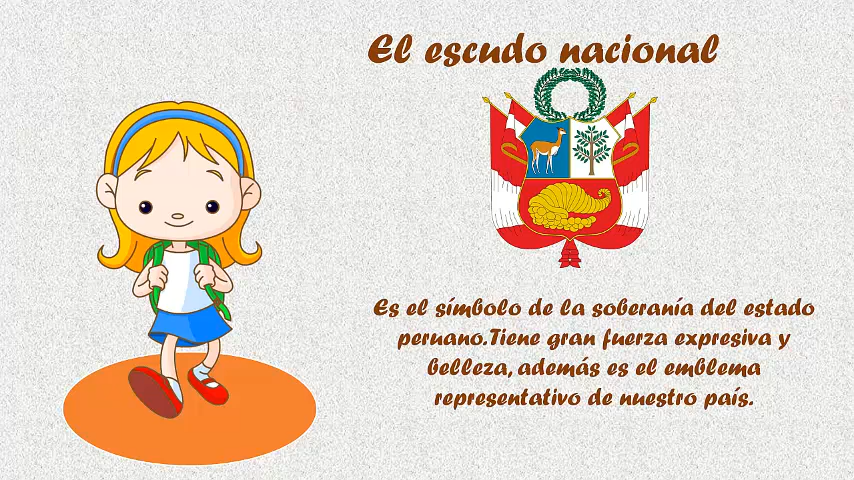 El escudo nacional
Es el símbolo de la soberanía del estado
peruano.Tiene gran fuerza expresiva y
belleza, además es el emblema
representativo de nuestro país.